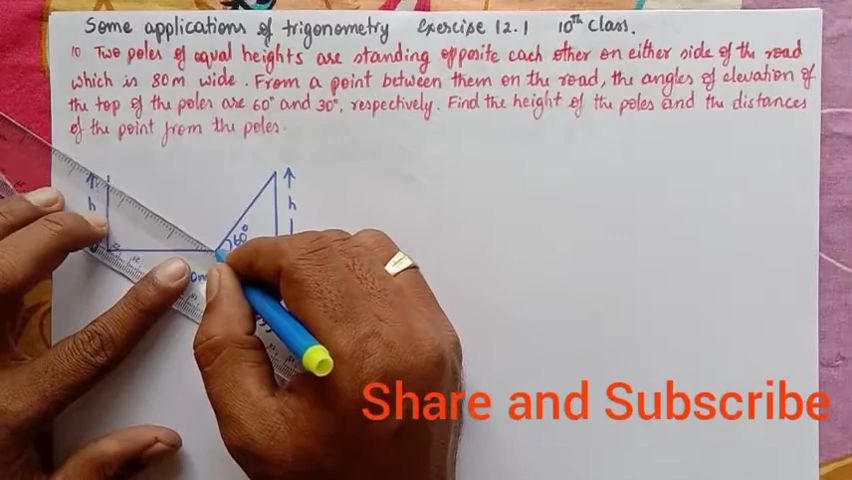 Some applications of trigonometry Exercise 12.1 10th class.
10 Two poles of equal heights are standing opposite each other on either side of the road
which is 80m wide. From a point between them on the road, the angles of elevation of
the top of the poles are 60° and 30°, respectively. Find the height of the poles and the distances
of the point from the poles.
h
h
60°
Share and Subscribe